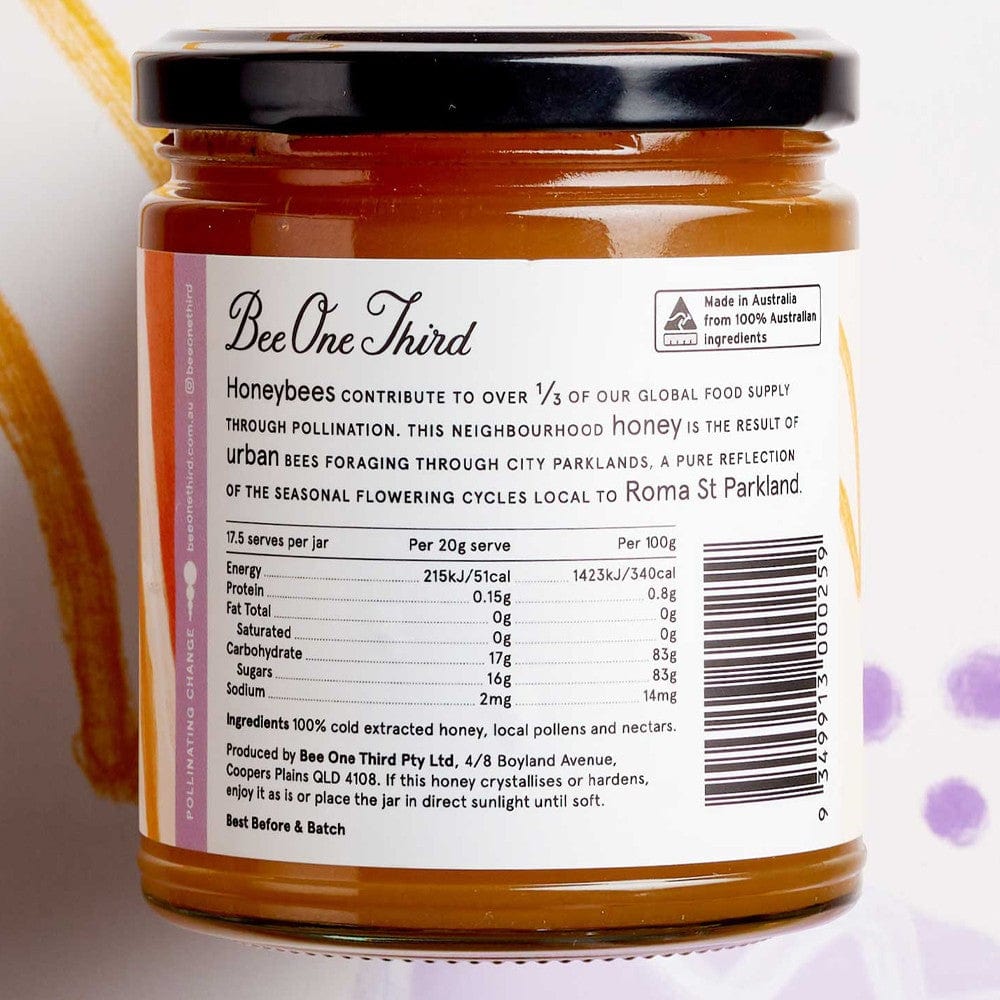 Bee One Third
Made in Australia
from 100% Australian
ingredients
Honeybees CONTRIBUTE TO OVER 1/3 OF OUR GLOBAL FOOD SUPPLY
THROUGH POLLINATION. THIS NEIGHBOURHOOD honey IS THE RESULT OF
urban BEES FORAGING THROUGH CITY PARKLANDS, A PURE REFLECTION
OF THE SEASONAL FLOWERING CYCLES LOCAL TO Roma St Parkland.
17.5 serves per jar Per 20g serve Per 100g
Energy 215kJ/51cal 1423kJ/340cal
Protein 0.15g 0.8g
Fat Total 0g 0g
Saturated 0g 0g
Carbohydrate 17g 83g
Sugars 16g 83g
Sodium 2mg 14mg
Ingredients 100% cold extracted honey, local pollens and nectars.
Produced by Bee One Third Pty Ltd, 4/8 Boyland Avenue,
Coopers Plains QLD 4108. If this honey crystallises or hardens,
enjoy it as is or place the jar in direct sunlight until soft.
Best Before & Batch
POLLINATING CHANGE beeonethird.com.au @beeonethird
9 349913 000259